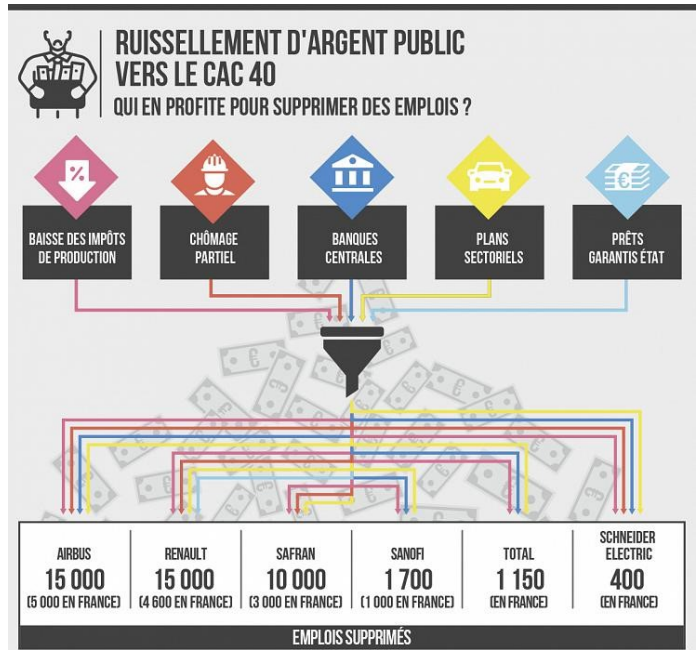 RUISSELLEMENT D'ARGENT PUBLIC
VERS LE CAC 40
QUI EN PROFITE POUR SUPPRIMER DES EMPLOIS ?
%
€
BAISSE DES IMPÔTS
DE PRODUCTION
CHÔMAGE
PARTIEL
BANQUES
CENTRALES
PLANS
SECTORIELS
PRÊTS
GARANTIS ÉTAT
AIRBUS
15 000
(5 000 EN FRANCE)
RENAULT
15 000
(4 600 EN FRANCE)
SAFRAN
10 000
(3 000 EN FRANCE)
SANOFI
1 700
(1 000 EN FRANCE)
TOTAL
1 150
(EN FRANCE)
SCHNEIDER
ELECTRIC
400
(EN FRANCE)
EMPLOIS SUPPRIMÉS